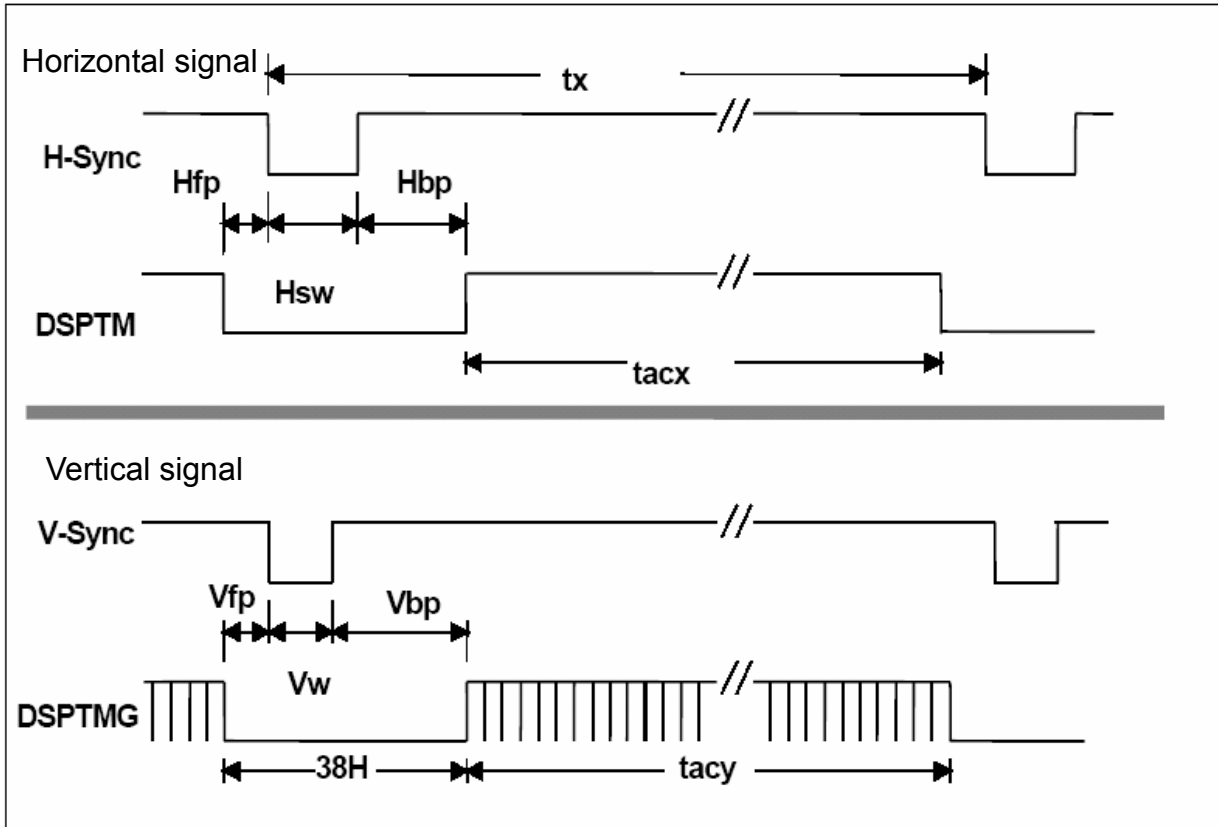 Horizontal signal
tx
H-Sync
Hfp
Hbp
Hsw
DSPTM
tacx
Vertical signal
V-Sync
Vfp
Vbp
Vw
DSPTMG
38H
tacy